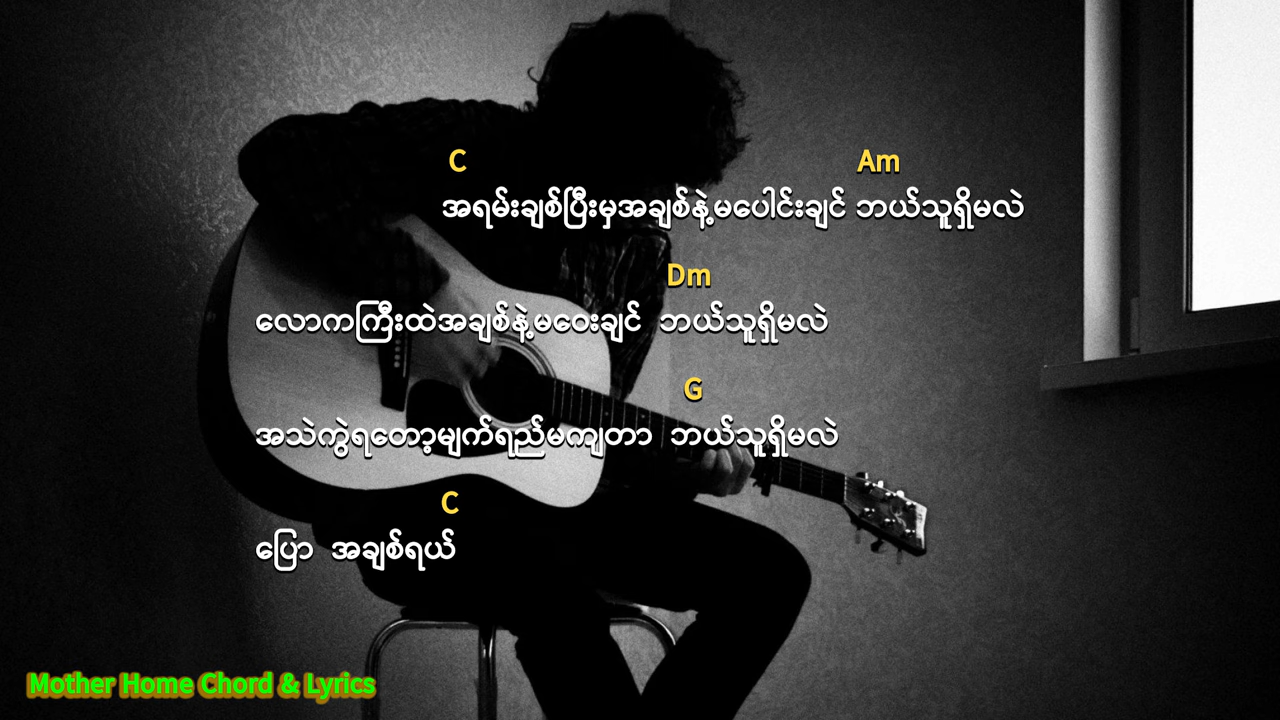 C Am
အရမ်းချစ်ပြီးမှအချစ်နဲ့မပေါင်းချင် ဘယ်သူရှိမလဲ
Dm
လောကကြီးထဲအချစ်နဲ့မဝေးချင် ဘယ်သူရှိမလဲ
G
အသဲကွဲရတော့မျက်ရည်မကျတာ ဘယ်သူရှိမလဲ
C
ပြော အချစ်ရယ်
Mother Home Chord & Lyrics